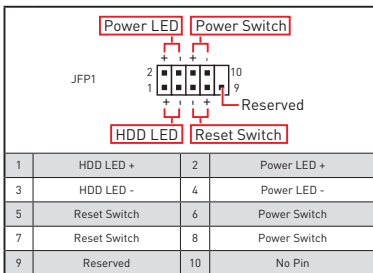 Power LED Power Switch
+ - + -
JFP1
2 10
1 9
+ - - +
Reserved
HDD LED Reset Switch
1 HDD LED + 2 Power LED +
3 HDD LED - 4 Power LED -
5 Reset Switch 6 Power Switch
7 Reset Switch 8 Power Switch
9 Reserved 10 No Pin